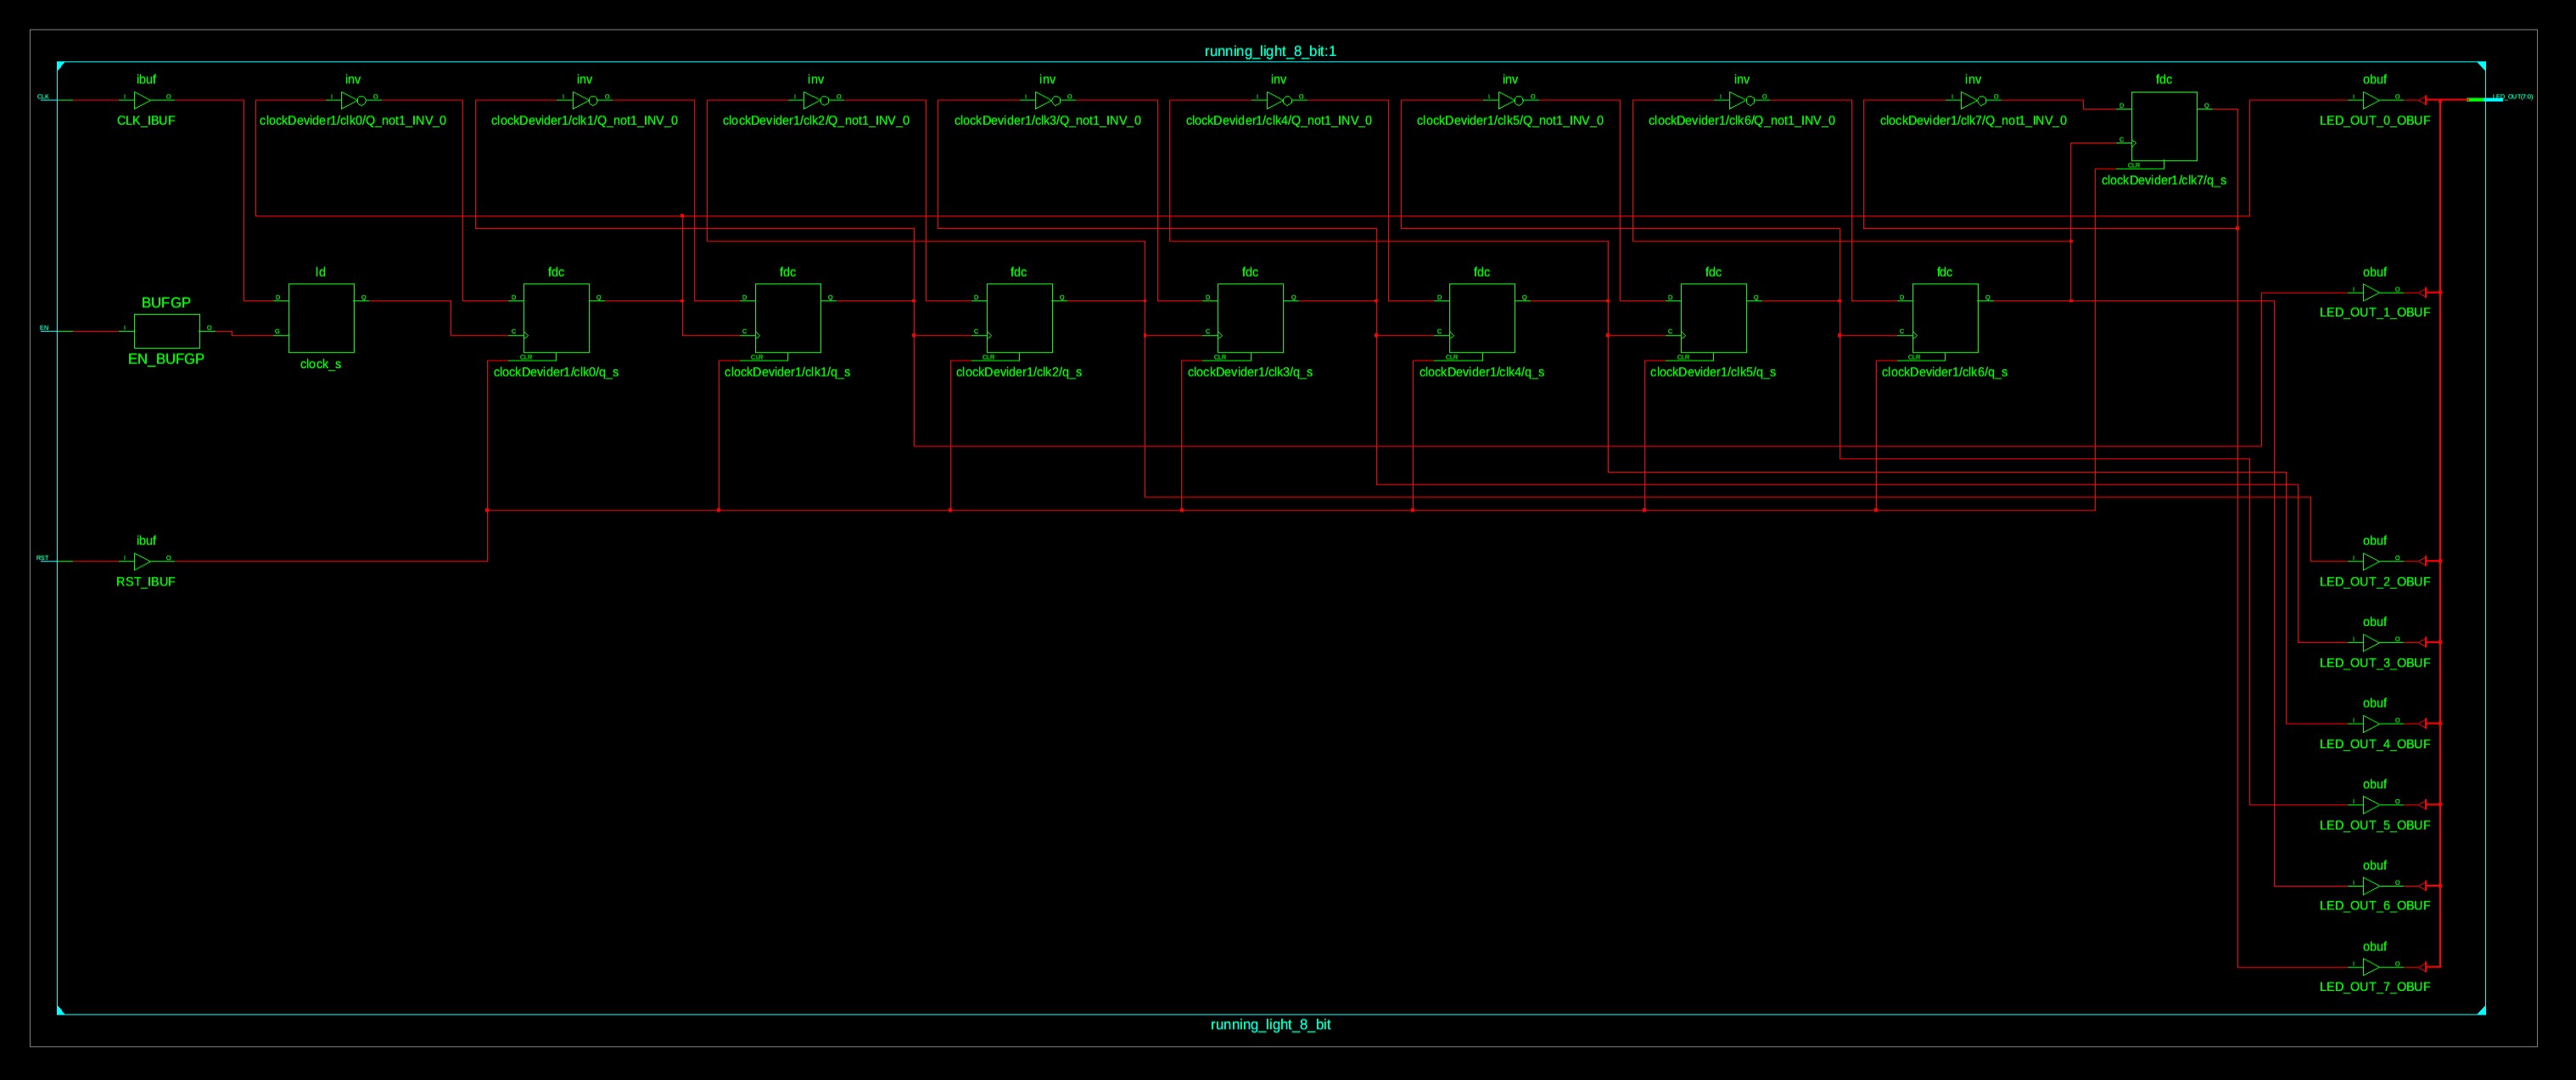 running_light_8_bit:1
ibuf inv inv inv inv inv inv inv inv fdc obuf
CLK I O I O I O I O I O I O I O I O I O D Q I O LED_OUT(7:0)
CLK_IBUF clockDevider1/clk0/Q_not1_INV_0 clockDevider1/clk1/Q_not1_INV_0 clockDevider1/clk2/Q_not1_INV_0 clockDevider1/clk3/Q_not1_INV_0 clockDevider1/clk4/Q_not1_INV_0 clockDevider1/clk5/Q_not1_INV_0 clockDevider1/clk6/Q_not1_INV_0 clockDevider1/clk7/Q_not1_INV_0 LED_OUT_0_OBUF
C
CLR
clockDevider1/clk7/q_s
ld fdc fdc fdc fdc fdc fdc fdc obuf
BUFGP D Q D Q D Q D Q D Q D Q D Q D Q I O
LED_OUT_1_OBUF
EN I O G C C C C C C C
EN_BUFGP CLR CLR CLR CLR CLR CLR CLR
clock_s clockDevider1/clk0/q_s clockDevider1/clk1/q_s clockDevider1/clk2/q_s clockDevider1/clk3/q_s clockDevider1/clk4/q_s clockDevider1/clk5/q_s clockDevider1/clk6/q_s
ibuf obuf
RST I O I O
RST_IBUF LED_OUT_2_OBUF
obuf
I O
LED_OUT_3_OBUF
obuf
I O
LED_OUT_4_OBUF
obuf
I O
LED_OUT_5_OBUF
obuf
I O
LED_OUT_6_OBUF
obuf
I O
LED_OUT_7_OBUF
running_light_8_bit